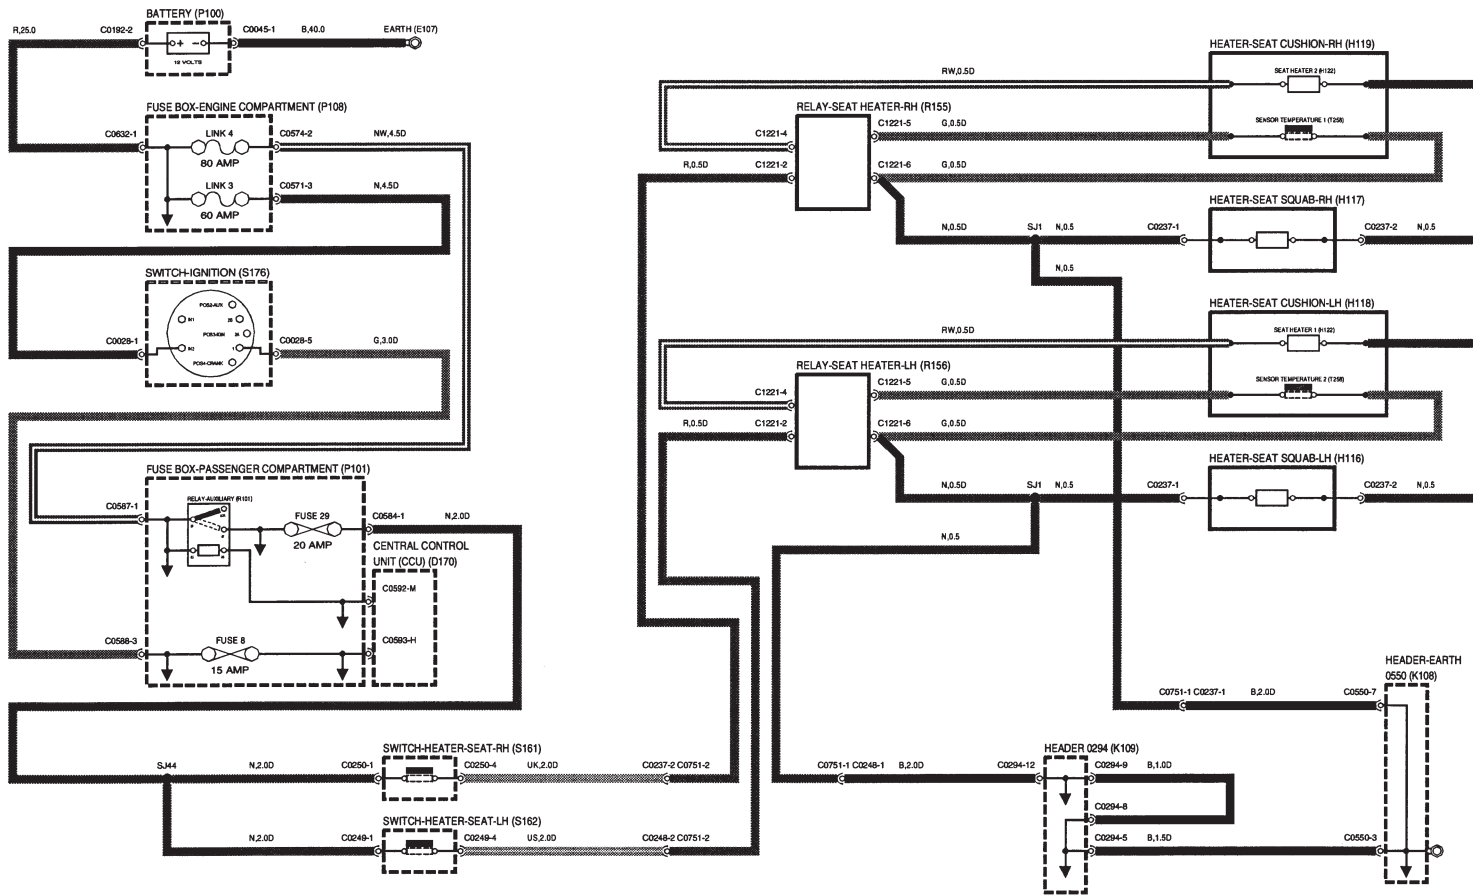 BATTERY (P100)
R,25.0
C0192-2
C0045-1
B,40.0
EARTH (E107)
12 VOLTS
FUSE BOX-ENGINE COMPARTMENT (P108)
C0632-1
LINK 4
C0574-2
NW,4.5D
80 AMP
LINK 3
C0571-3
N,4.5D
60 AMP
SWITCH-IGNITION (S176)
POS2-AUX
IN1
POS3-IGN
C0028-1
IN2
1
C0028-5
G,3.0D
POS4-CRANK
FUSE BOX-PASSENGER COMPARTMENT (P101)
RELAY-AUXILIARY (R101)
C0587-1
FUSE 29
C0584-1
N,2.0D
20 AMP
CENTRAL CONTROL
UNIT (CCU) (D170)
C0592-M
C0593-H
C0588-3
FUSE 8
15 AMP
SWITCH-HEATER-SEAT-RH (S161)
SJ44
N,2.0D
C0250-1
C0250-4
UK,2.0D
C0237-2 C0751-2
SWITCH-HEATER-SEAT-LH (S162)
N,2.0D
C0249-1
C0249-4
US,2.0D
C0248-2 C0751-2
HEATER-SEAT CUSHION-RH (H119)
RW,0.5D
SEAT HEATER 2 (H122)
RELAY-SEAT HEATER-RH (R155)
C1221-4
C1221-5
G,0.5D
SENSOR TEMPERATURE 1 (T258)
R,0.5D
C1221-2
C1221-6
G,0.5D
HEATER-SEAT SQUAB-RH (H117)
N,0.5D
SJ1
N,0.5
C0237-1
C0237-2
N,0.5
N,0.5
HEATER-SEAT CUSHION-LH (H118)
RW,0.5D
SEAT HEATER 1 (H122)
RELAY-SEAT HEATER-LH (R156)
C1221-4
C1221-5
G,0.5D
SENSOR TEMPERATURE 2 (T258)
R,0.5D
C1221-2
C1221-6
G,0.5D
HEATER-SEAT SQUAB-LH (H116)
N,0.5D
SJ1
N,0.5
C0237-1
C0237-2
N,0.5
N,0.5
HEADER-EARTH
0550 (K108)
C0751-1 C0237-1
B,2.0D
C0550-7
HEADER 0294 (K109)
C0751-1 C0248-1
B,2.0D
C0294-12
C0294-9
B,1.0D
C0294-8
C0294-5
B,1.5D
C0550-3